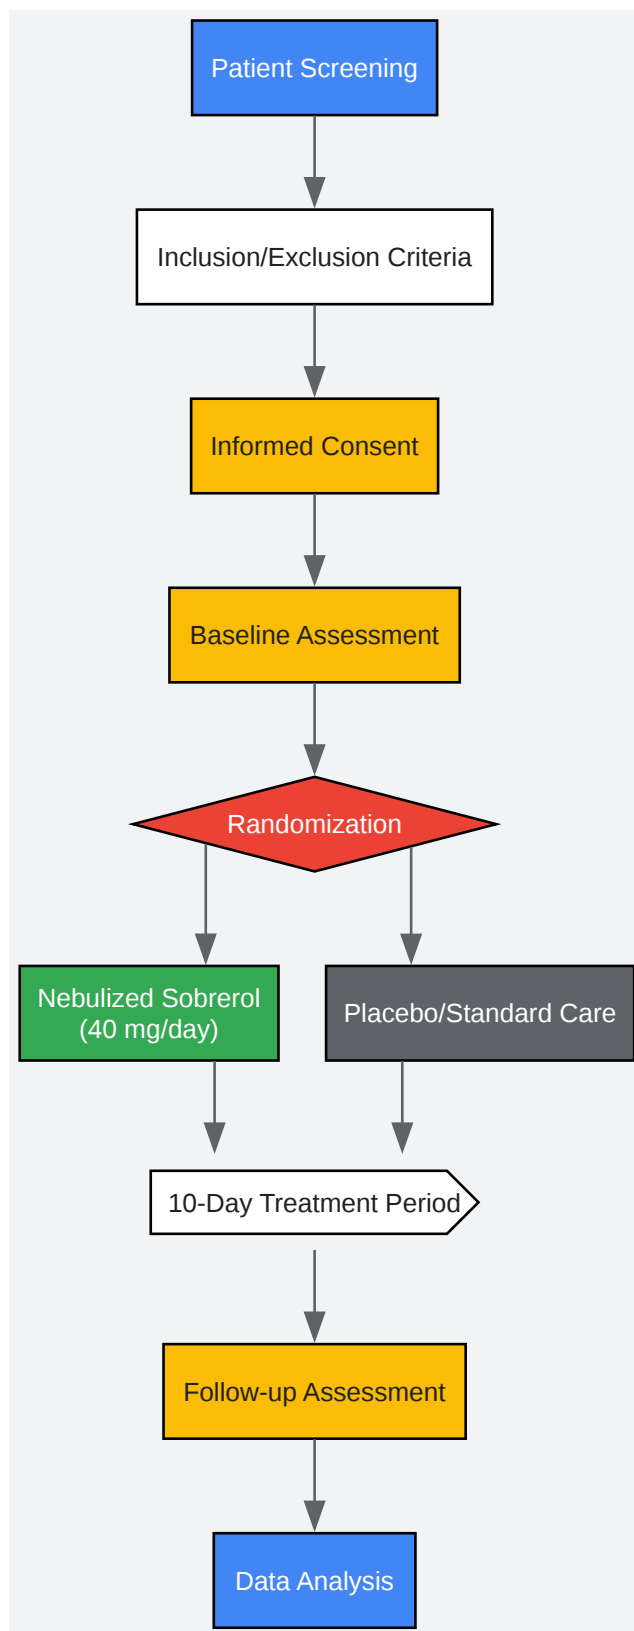 Patient Screening
Inclusion/Exclusion Criteria
Informed Consent
Baseline Assessment
Randomization
Nebulized Sobrerol
(40 mg/day)
Placebo/Standard Care
10-Day Treatment Period
Follow-up Assessment
Data Analysis